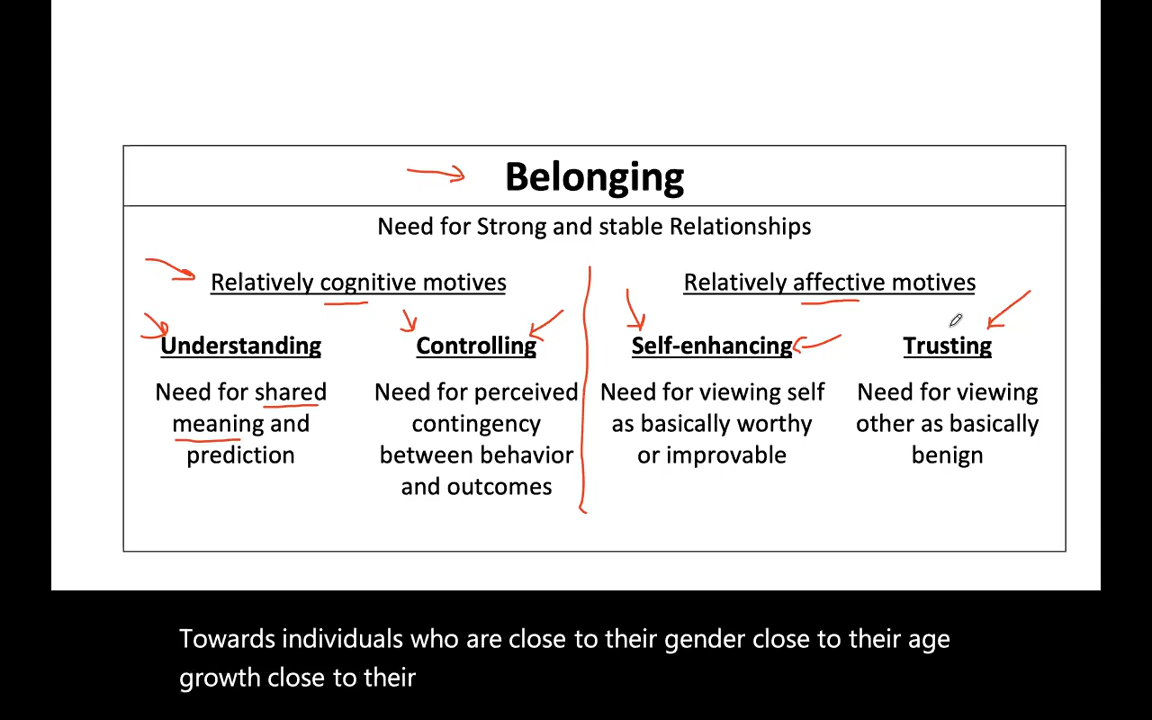 Belonging
Need for Strong and stable Relationships
Relatively cognitive motives
Relatively affective motives
Understanding
Controlling
Self-enhancing
Trusting
Need for shared
meaning and
prediction
Need for perceived
contingency
between behavior
and outcomes
Need for viewing self
as basically worthy
or improvable
Need for viewing
other as basically
benign
Towards individuals who are close to their gender close to their age
growth close to their